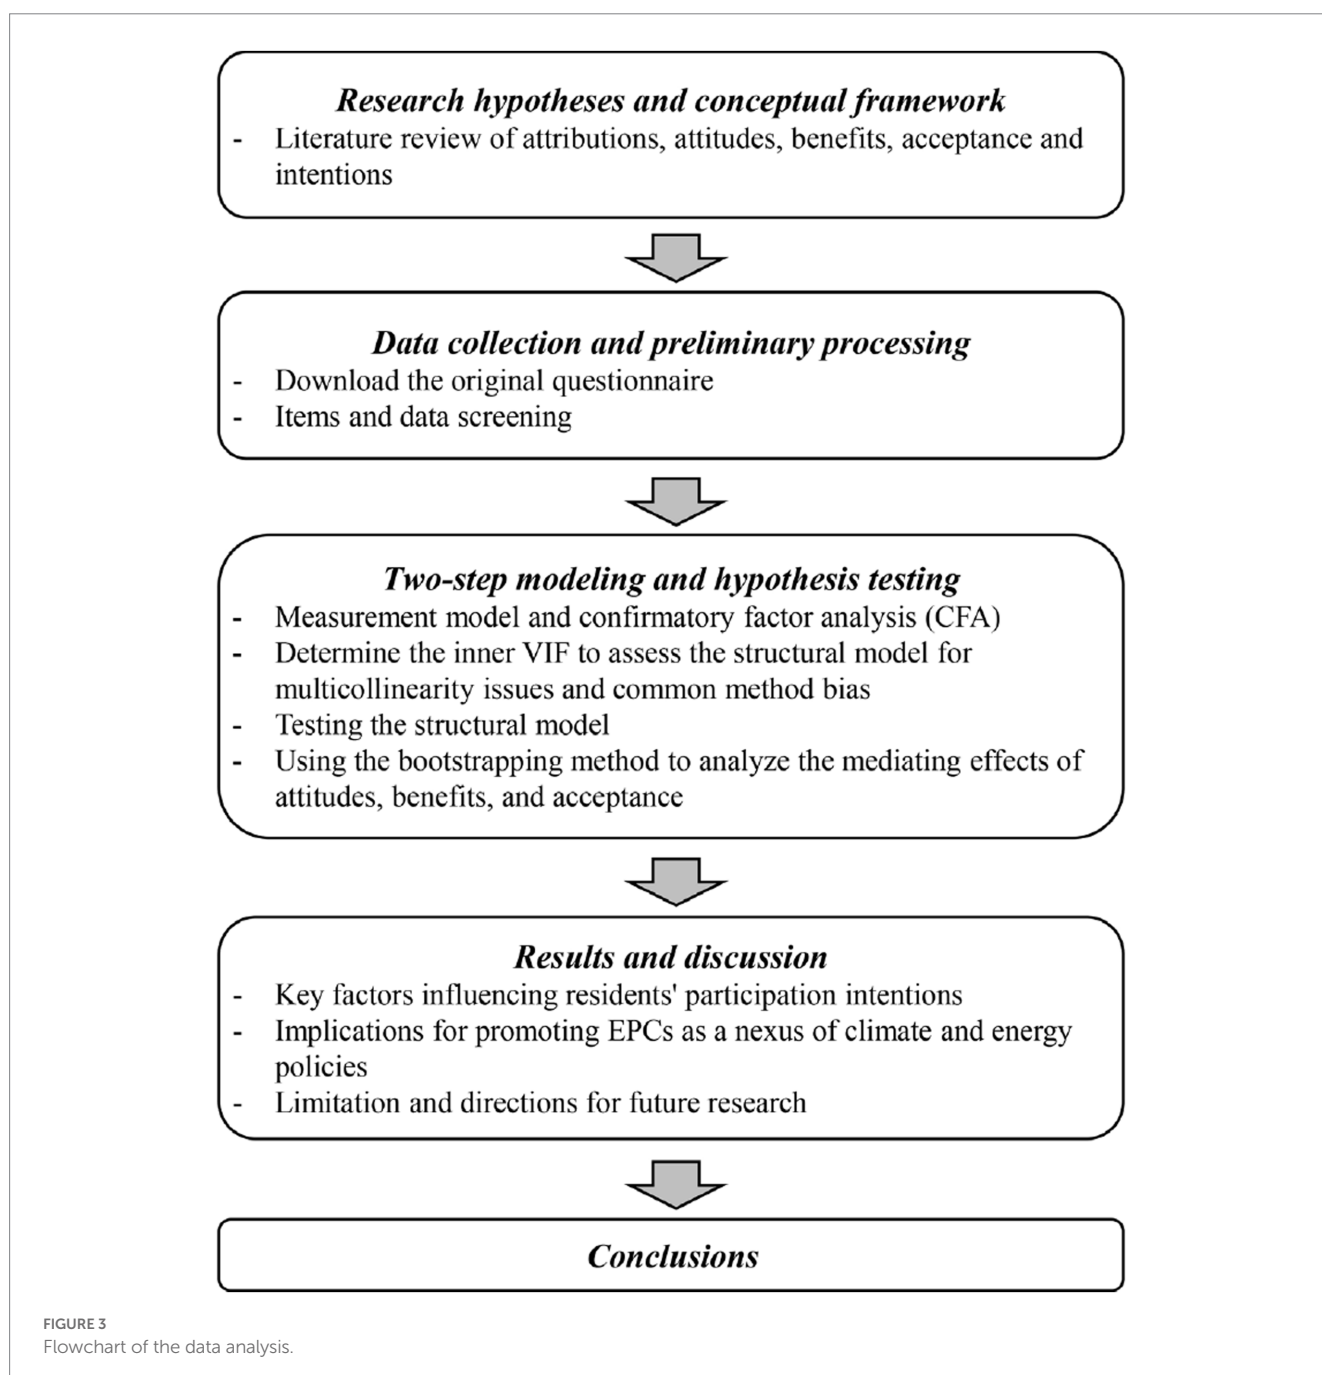 Research hypotheses and conceptual framework
- Literature review of attributions, attitudes, benefits, acceptance and
intentions
Data collection and preliminary processing
- Download the original questionnaire
- Items and data screening
Two-step modeling and hypothesis testing
- Measurement model and confirmatory factor analysis (CFA)
- Determine the inner VIF to assess the structural model for
multicollinearity issues and common method bias
- Testing the structural model
- Using the bootstrapping method to analyze the mediating effects of
attitudes, benefits, and acceptance
Results and discussion
- Key factors influencing residents' participation intentions
- Implications for promoting EPCs as a nexus of climate and energy
policies
- Limitation and directions for future research
Conclusions
FIGURE 3
Flowchart of the data analysis.